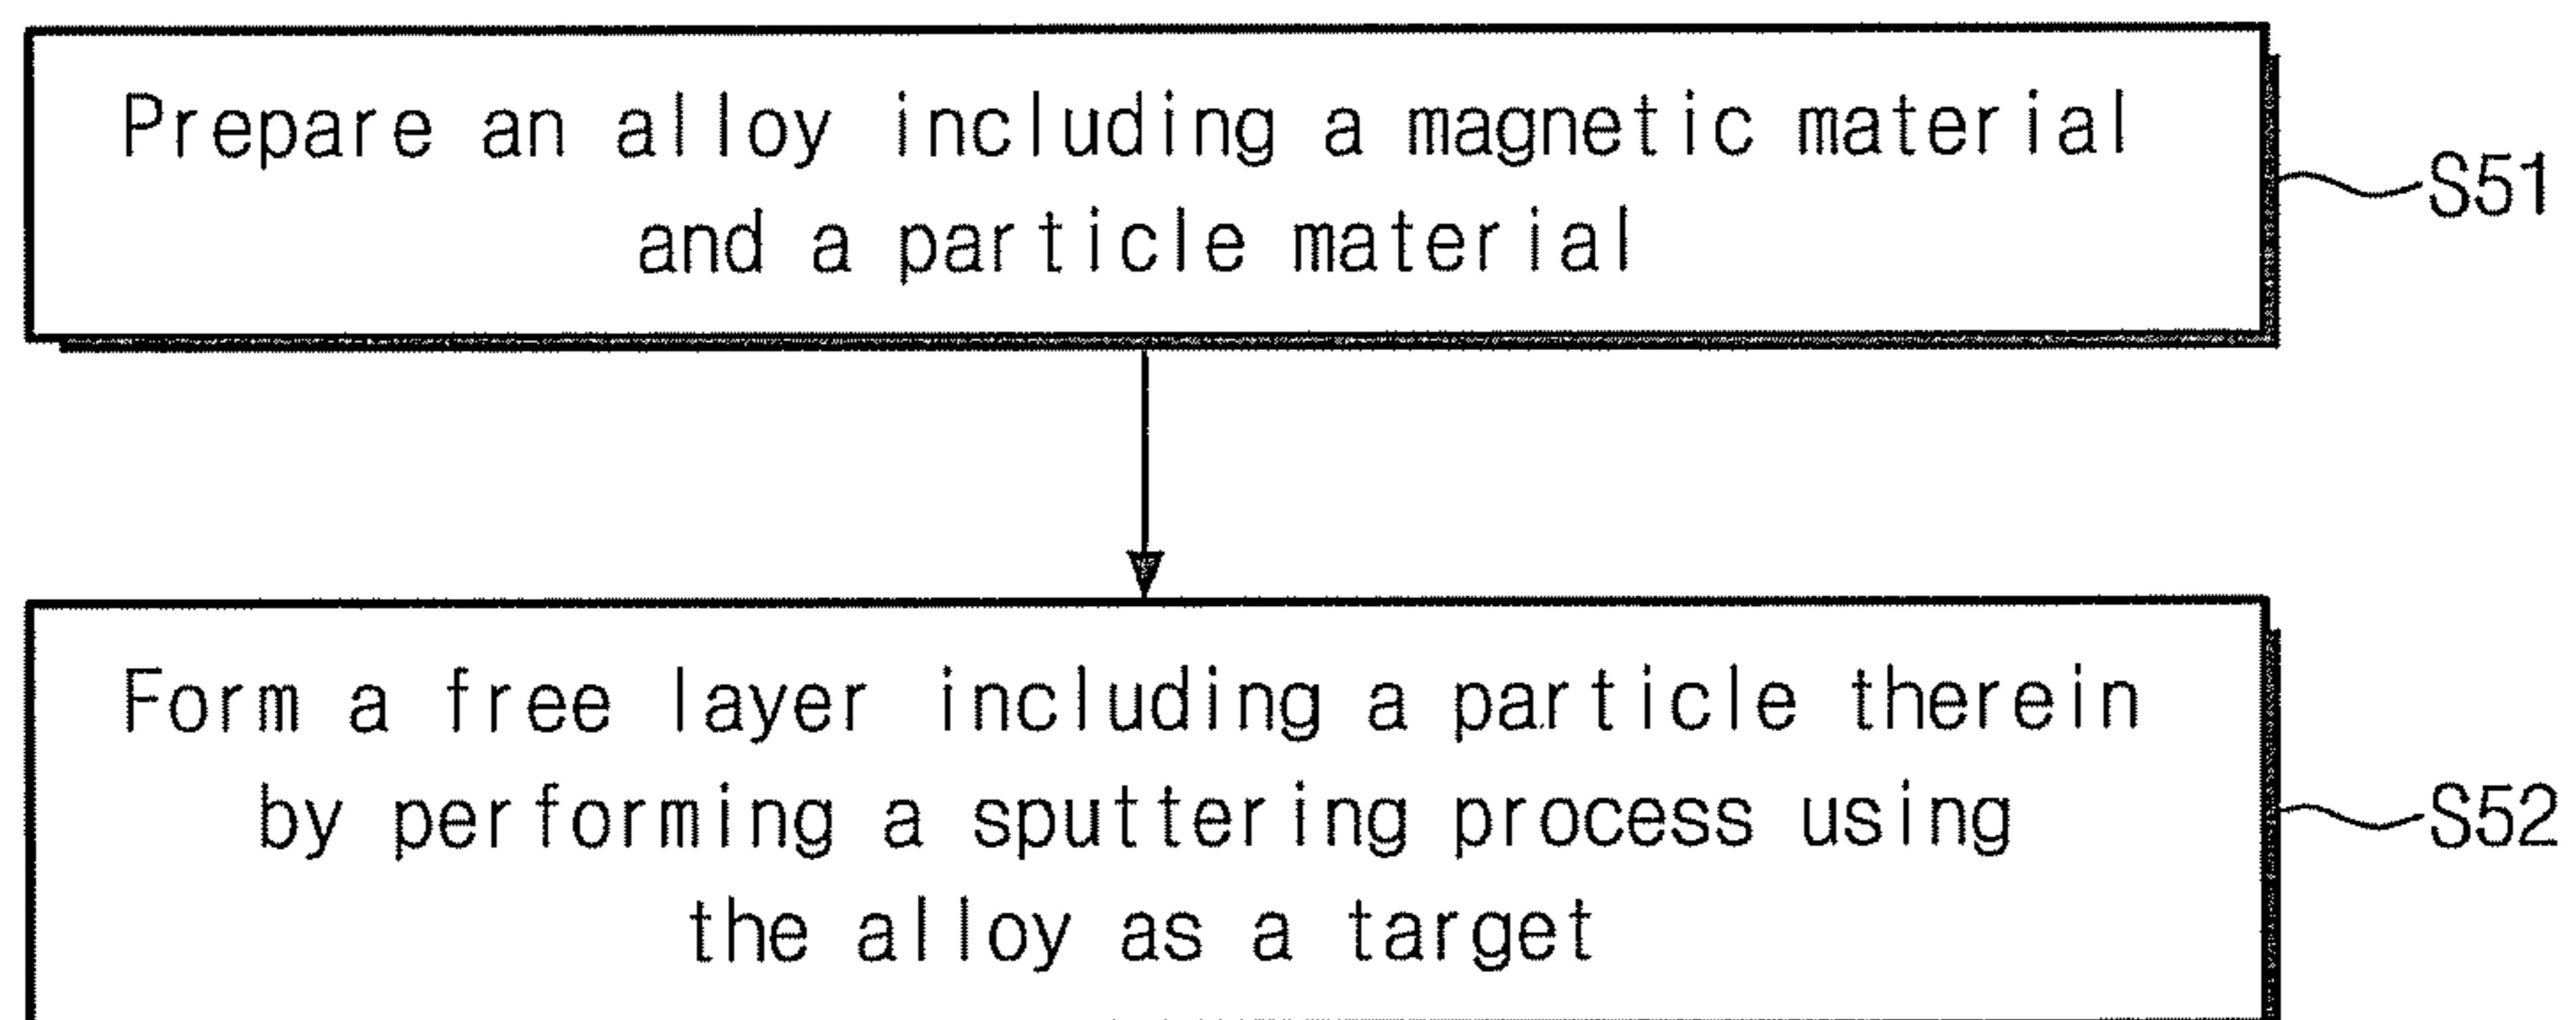 Prepare an alloy including a magnetic material
and a particle material
S51
Form a free layer including a particle therein
by performing a sputtering process using
the alloy as a target
S52